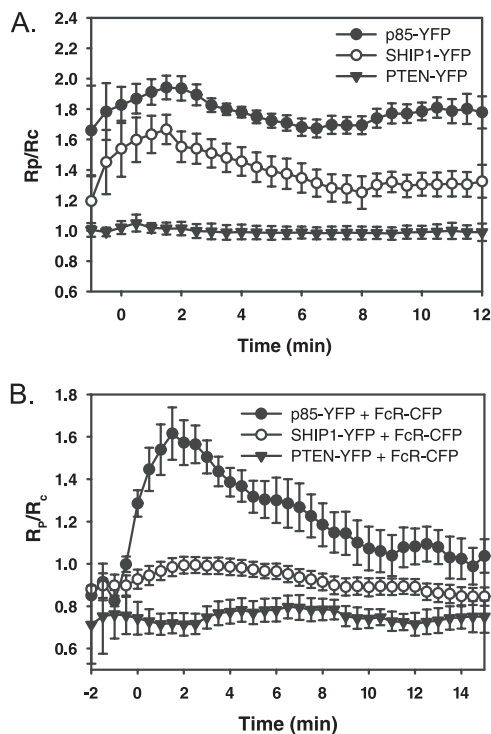 A.
p85-YFP
SHIP1-YFP
PTEN-YFP
Rp/Rc
2.4
2.2
2.0
1.8
1.6
1.4
1.2
1.0
0.8
0.6
0 2 4 6 8 10 12
Time (min)
B.
p85-YFP + FcR-CFP
SHIP1-YFP + FcR-CFP
PTEN-YFP + FcR-CFP
Rp/Rc
1.8
1.6
1.4
1.2
1.0
0.8
0.6
-2 0 2 4 6 8 10 12 14
Time (min)